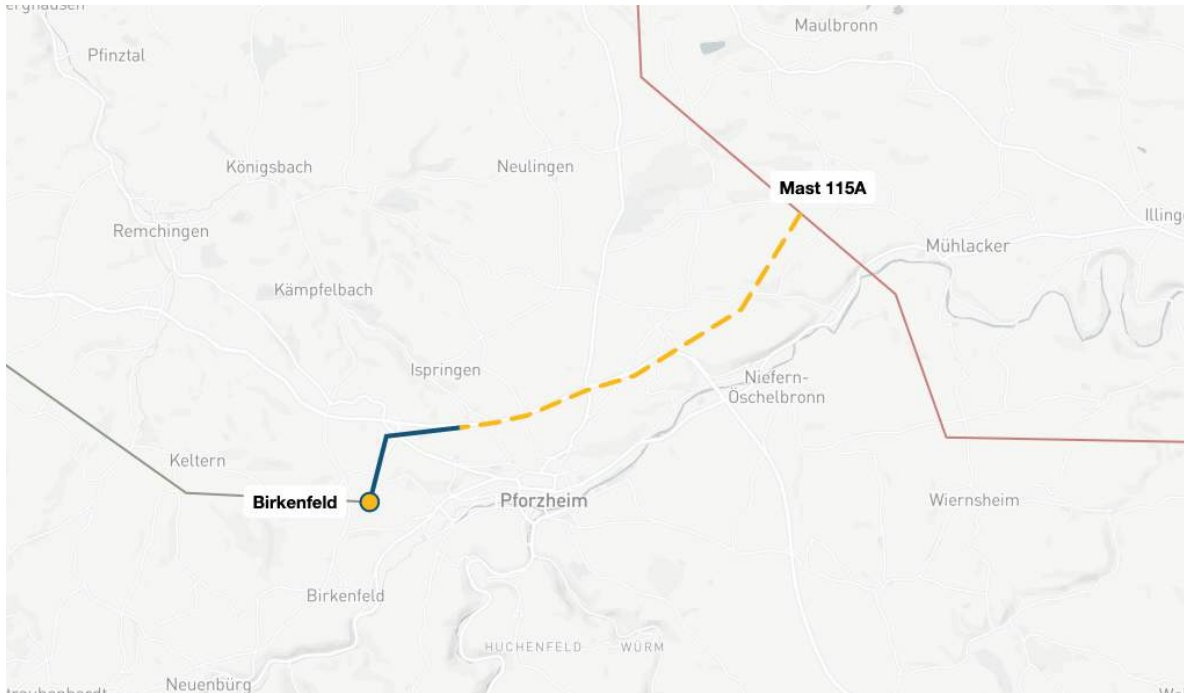 Maulbronn
Pfinztal
Königsbach
Neulingen
Mast 115A
Remchingen
Illing
Mühlacker
Kämpfelbach
Ispringen
Niefern-
Öschelbronn
Keltern
Birkenfeld
Pforzheim
Wiernsheim
Birkenfeld
HUCHENFELD
WÜRM
Neuenbürg